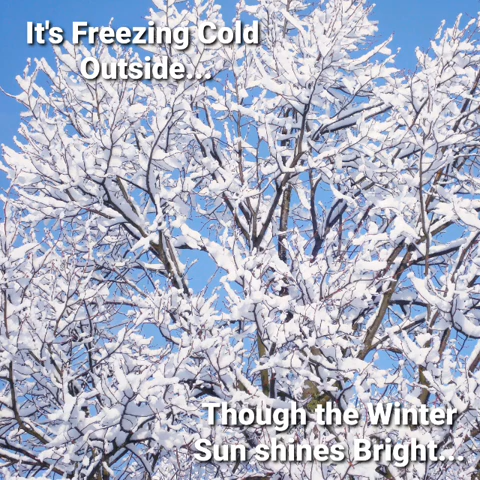 It's Freezing Cold
Outside...
Though the Winter
Sun shines Bright...